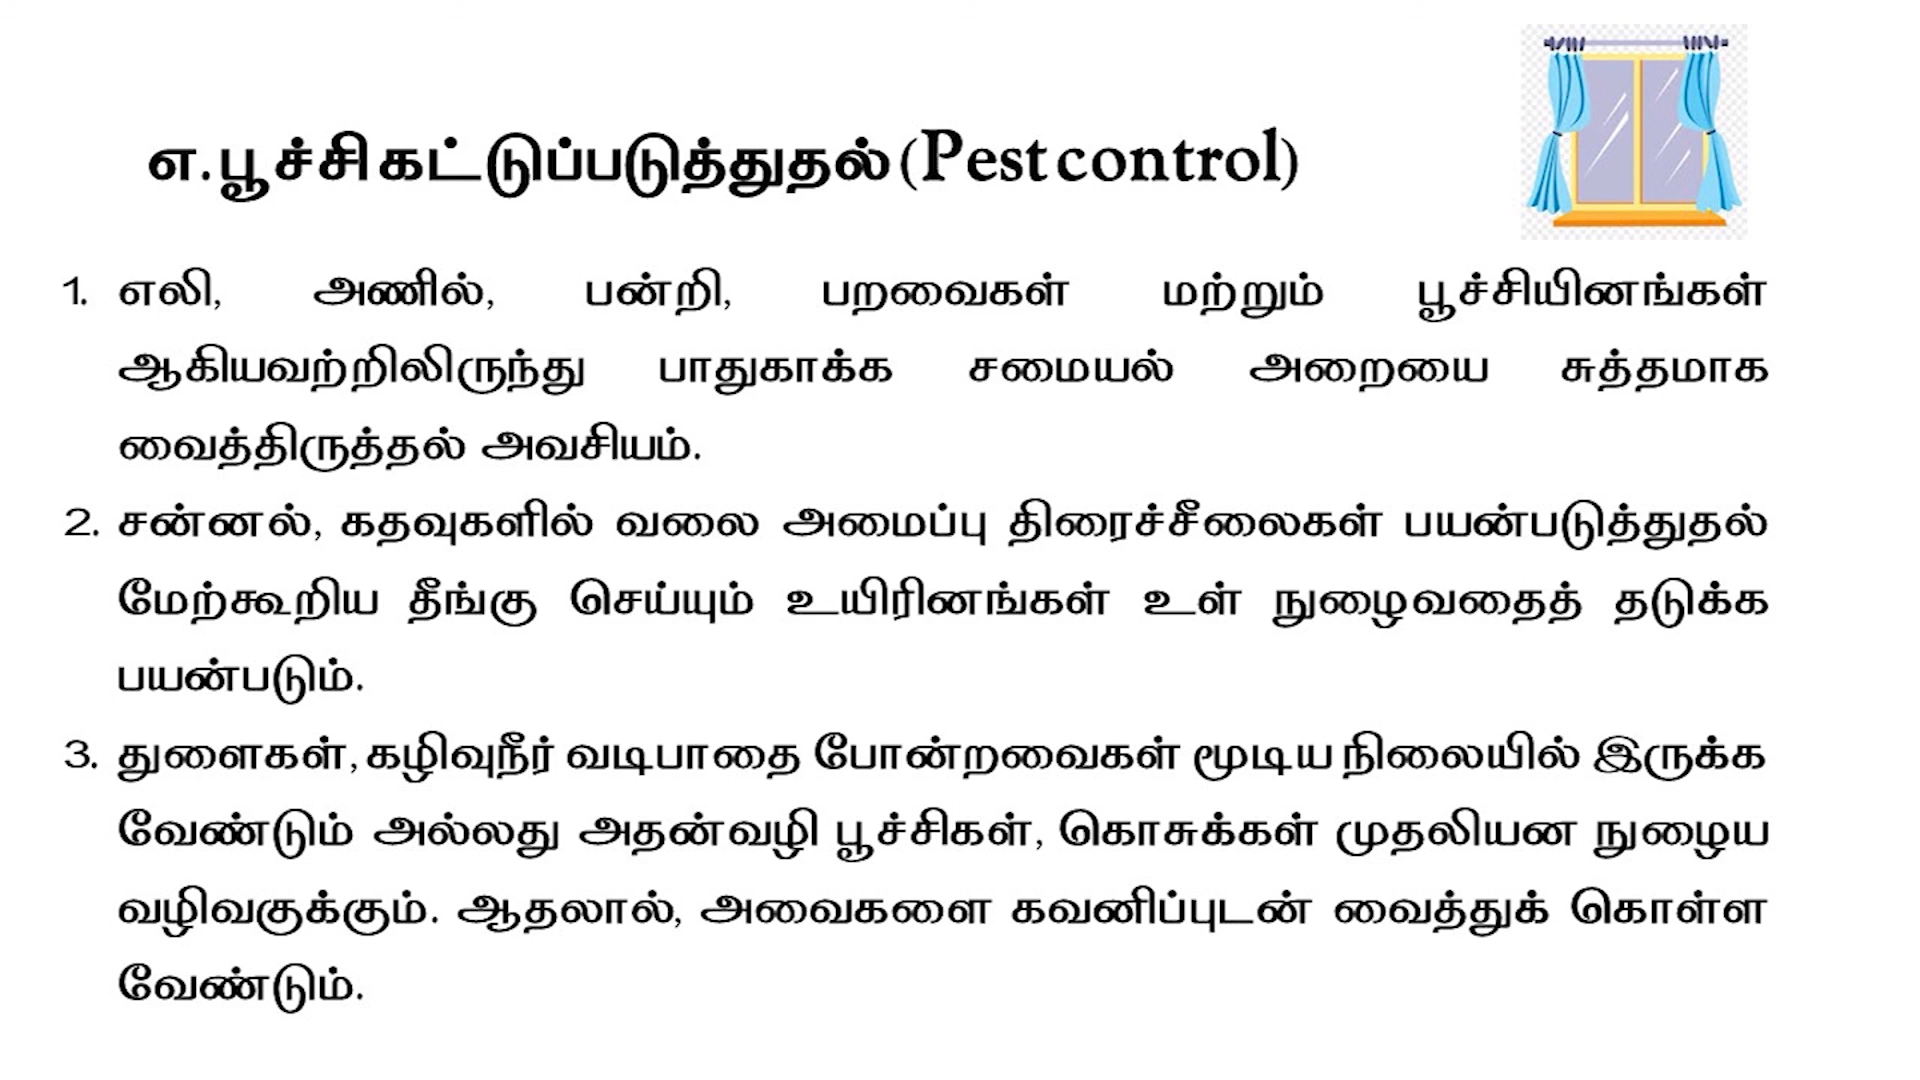 எ.பூச்சி கட்டுப்படுத்துதல் (Pest control)
1. எலி, அணில், பன்றி, பறவைகள் மற்றும் பூச்சியினங்கள்
ஆகியவற்றிலிருந்து பாதுகாக்க சமையல் அறையை சுத்தமாக
வைத்திருத்தல் அவசியம்.
2. சன்னல், கதவுகளில் வலை அமைப்பு திரைச்சீலைகள் பயன்படுத்துதல்
மேற்கூறிய தீங்கு செய்யும் உயிரினங்கள் உள் நுழைவதைத் தடுக்க
பயன்படும்.
3. துளைகள், கழிவுநீர் வடிபாதை போன்றவைகள் மூடிய நிலையில் இருக்க
வேண்டும் அல்லது அதன்வழி பூச்சிகள், கொசுக்கள் முதலியன நுழைய
வழிவகுக்கும். ஆதலால், அவைகளை கவனிப்புடன் வைத்துக் கொள்ள
வேண்டும்.